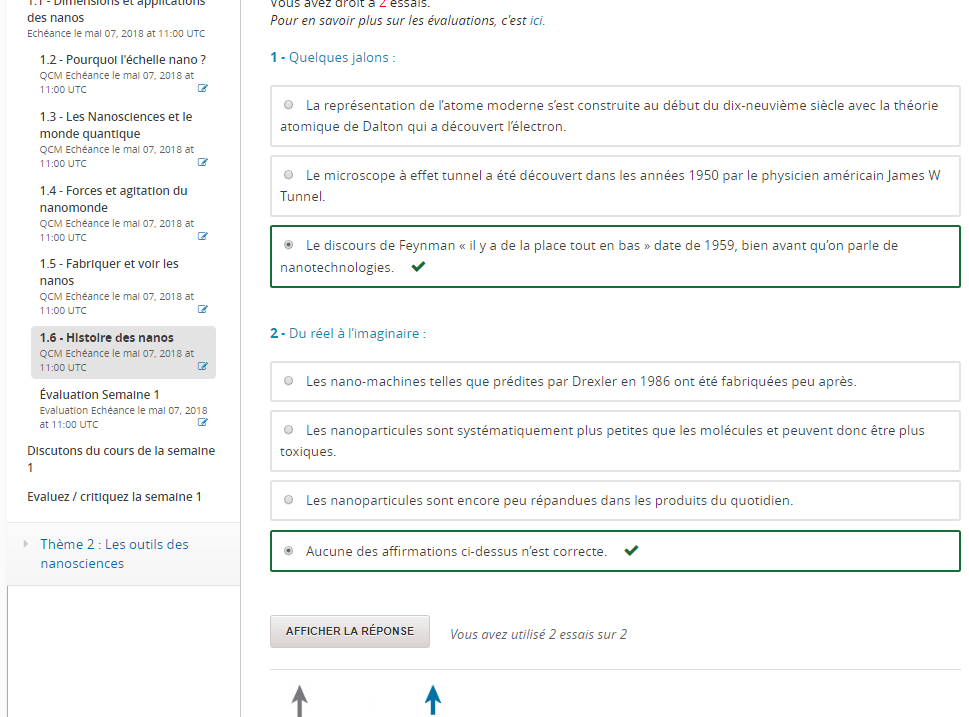 1.1 - Dimensions et applications
des nanos
Echéance le mai 07, 2018 at 11:00 UTC
1.2 - Pourquoi l'échelle nano ?
QCM Echéance le mai 07, 2018 at
11:00 UTC
1.3 - Les Nanosciences et le
monde quantique
QCM Echéance le mai 07, 2018 at
11:00 UTC
1.4 - Forces et agitation du
nanomonde
QCM Echéance le mai 07, 2018 at
11:00 UTC
1.5 - Fabriquer et voir les
nanos
QCM Echéance le mai 07, 2018 at
11:00 UTC
1.6 - Histoire des nanos
QCM Echéance le mai 07, 2018 at
11:00 UTC
Évaluation Semaine 1
Evaluation Echéance le mai 07, 2018
at 11:00 UTC
Discutons du cours de la semaine
1
Evaluez / critiquez la semaine 1
Thème 2 : Les outils des
nanosciences
Vous avez droit à 2 essais.
Pour en savoir plus sur les évaluations, c'est ici.
1 - Quelques jalons :
La représentation de l’atome moderne s’est construite au début du dix-neuvième siècle avec la théorie
atomique de Dalton qui a découvert l’électron.
Le microscope à effet tunnel a été découvert dans les années 1950 par le physicien américain James W
Tunnel.
Le discours de Feynman « il y a de la place tout en bas » date de 1959, bien avant qu’on parle de
nanotechnologies.
2 - Du réel à l’imaginaire :
Les nano-machines telles que prédites par Drexler en 1986 ont été fabriquées peu après.
Les nanoparticules sont systématiquement plus petites que les molécules et peuvent donc être plus
toxiques.
Les nanoparticules sont encore peu répandues dans les produits du quotidien.
Aucune des affirmations ci-dessus n’est correcte.
AFFICHER LA RÉPONSE
Vous avez utilisé 2 essais sur 2